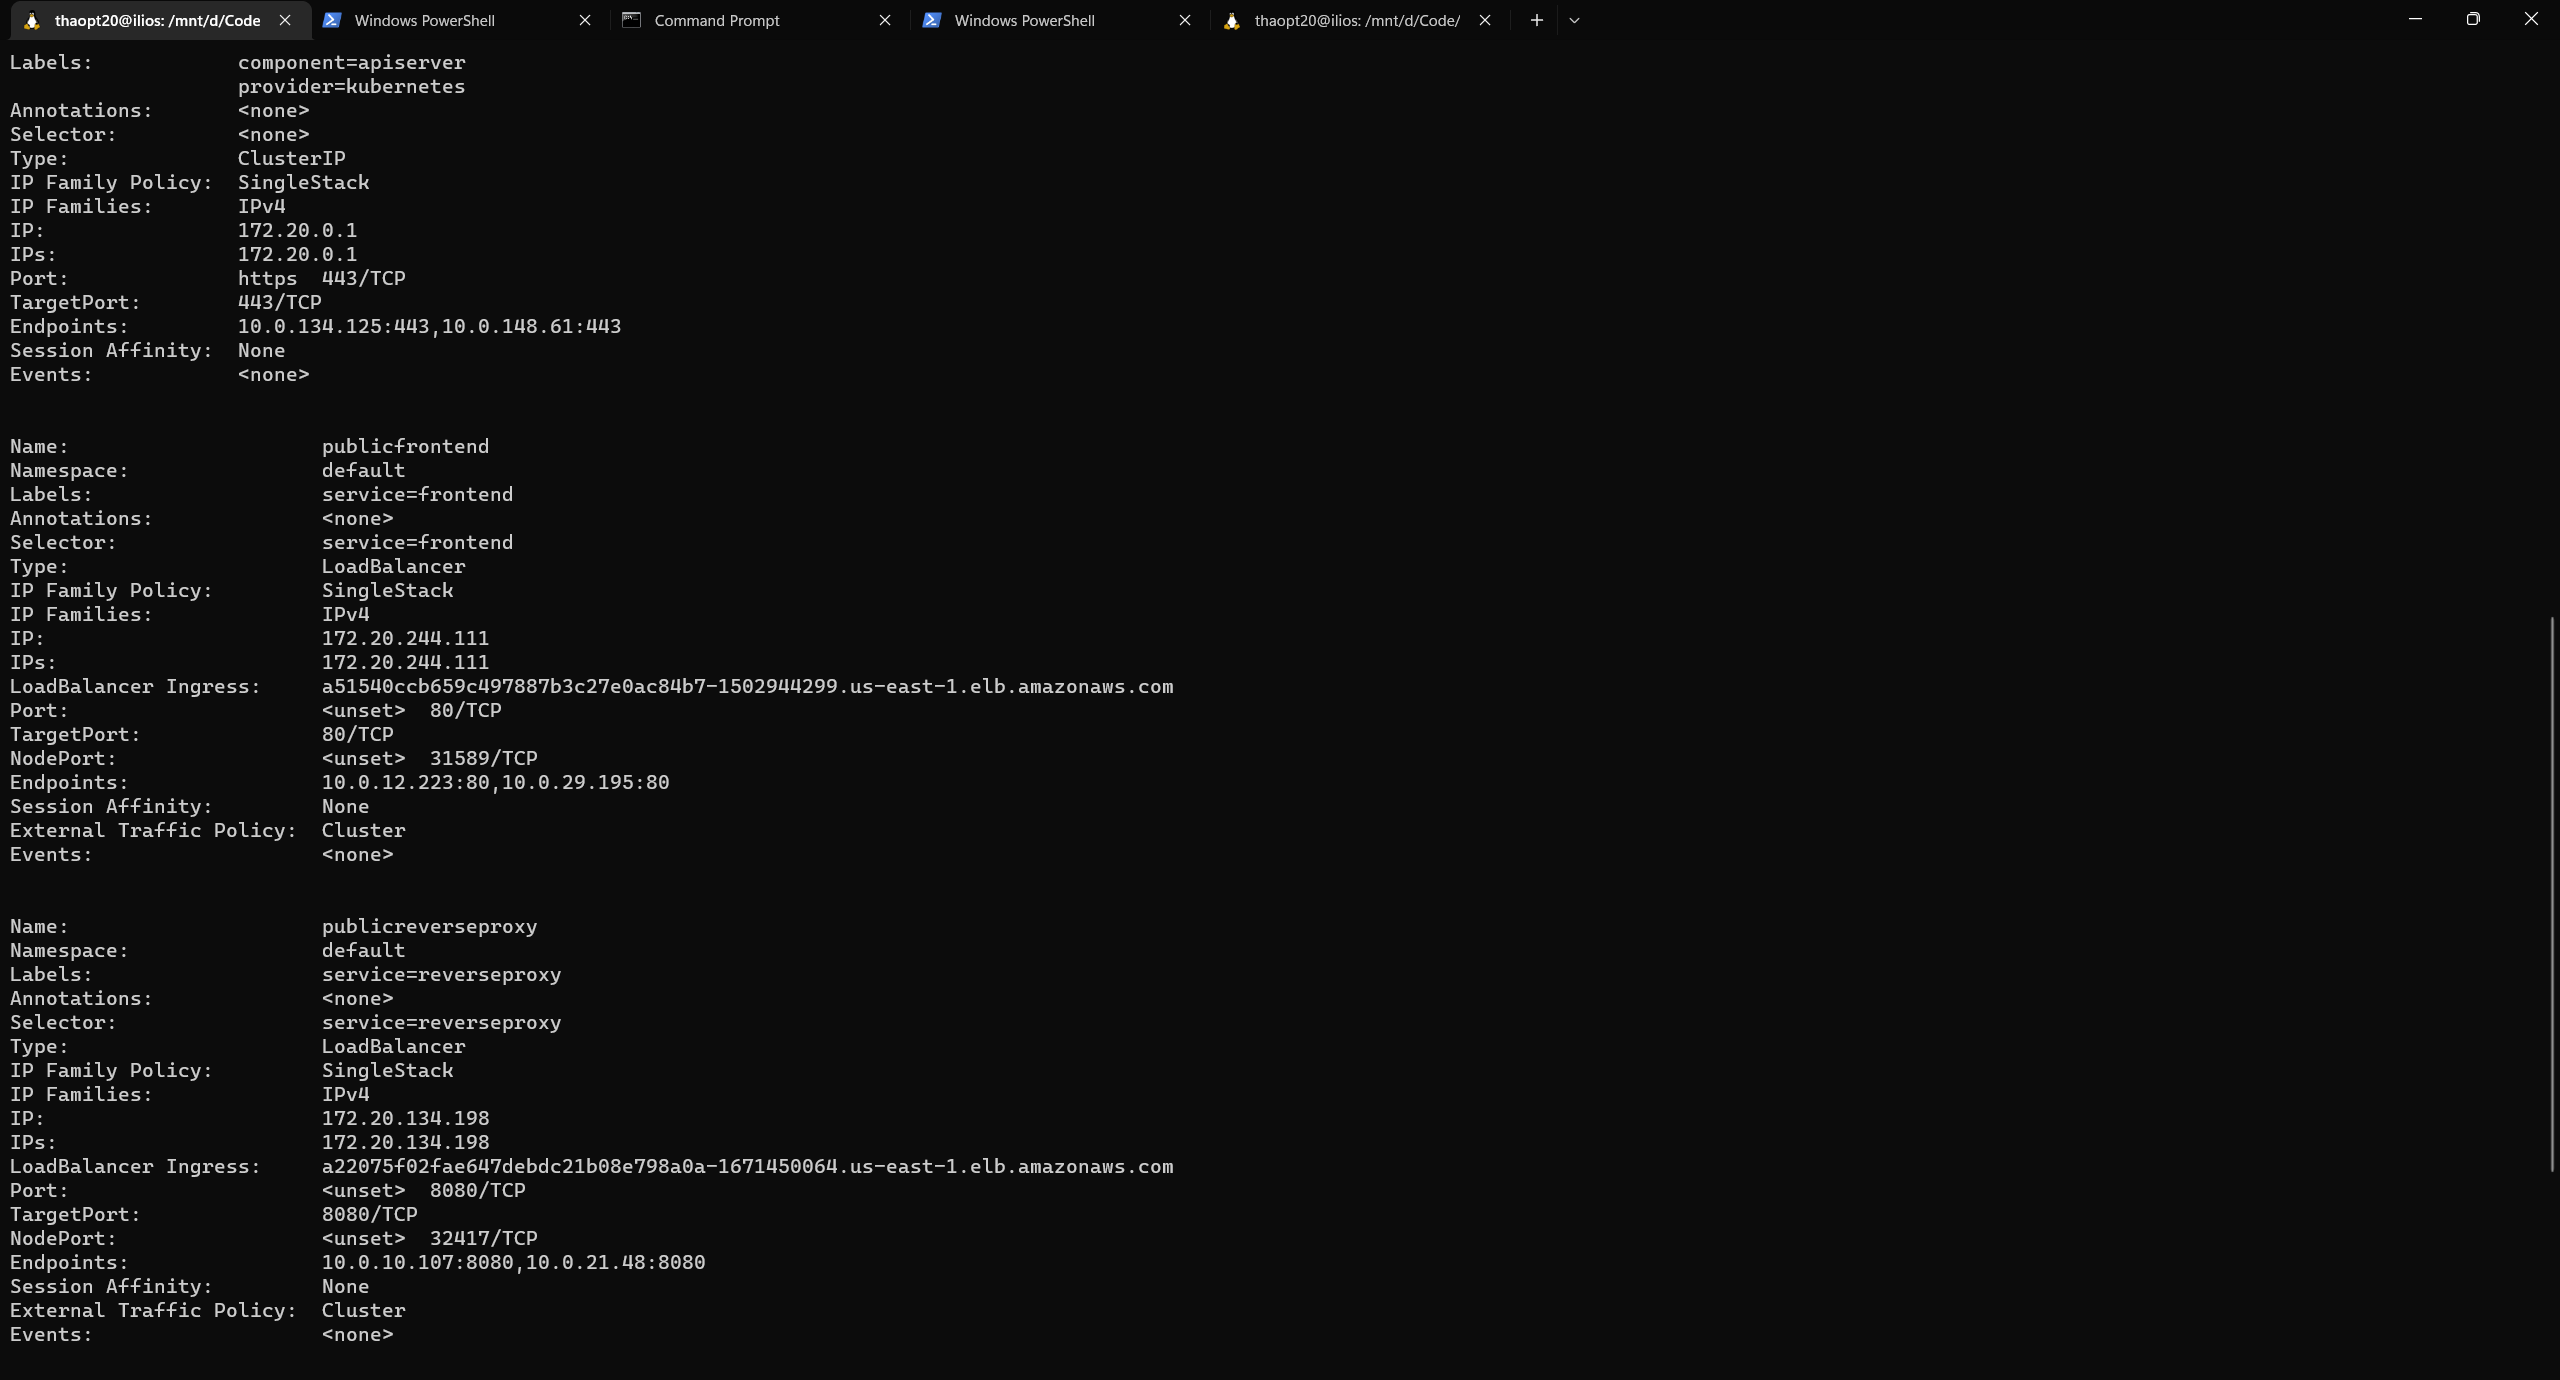 thaopt20@ilios: /mnt/d/Code
Windows PowerShell
Command Prompt
Windows PowerShell
thaopt20@ilios: /mnt/d/Code/
Labels:            component=apiserver
                   provider=kubernetes
Annotations:       <none>
Selector:          <none>
Type:              ClusterIP
IP Family Policy:  SingleStack
IP Families:       IPv4
IP:                172.20.0.1
IPs:               172.20.0.1
Port:              https  443/TCP
TargetPort:        443/TCP
Endpoints:         10.0.134.125:443,10.0.148.61:443
Session Affinity:  None
Events:            <none>
Name:                     publicfrontend
Namespace:                default
Labels:                   service=frontend
Annotations:              <none>
Selector:                 service=frontend
Type:                     LoadBalancer
IP Family Policy:         SingleStack
IP Families:              IPv4
IP:                       172.20.244.111
IPs:                      172.20.244.111
LoadBalancer Ingress:     a51540ccb659c497887b3c27e0ac84b7-1502944299.us-east-1.elb.amazonaws.com
Port:                     <unset>  80/TCP
TargetPort:               80/TCP
NodePort:                 <unset>  31589/TCP
Endpoints:                10.0.12.223:80,10.0.29.195:80
Session Affinity:         None
External Traffic Policy:  Cluster
Events:                   <none>
Name:                     publicreverseproxy
Namespace:                default
Labels:                   service=reverseproxy
Annotations:              <none>
Selector:                 service=reverseproxy
Type:                     LoadBalancer
IP Family Policy:         SingleStack
IP Families:              IPv4
IP:                       172.20.134.198
IPs:                      172.20.134.198
LoadBalancer Ingress:     a22075f02fae647debdc21b08e798a0a-1671450064.us-east-1.elb.amazonaws.com
Port:                     <unset>  8080/TCP
TargetPort:               8080/TCP
NodePort:                 <unset>  32417/TCP
Endpoints:                10.0.10.107:8080,10.0.21.48:8080
Session Affinity:         None
External Traffic Policy:  Cluster
Events:                   <none>